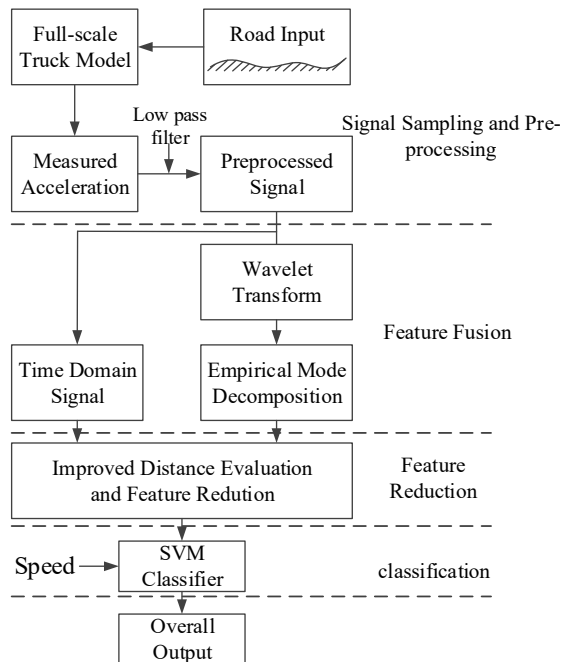 Full-scale
Truck Model
Road Input
Low pass
filter
Signal Sampling and Pre-
processing
Measured
Acceleration
Preprocessed
Signal
Wavelet
Transform
Feature Fusion
Time Domain
Signal
Empirical Mode
Decomposition
Improved Distance Evaluation
and Feature Redution
Feature
Reduction
Speed
SVM
Classifier
classification
Overall
Output